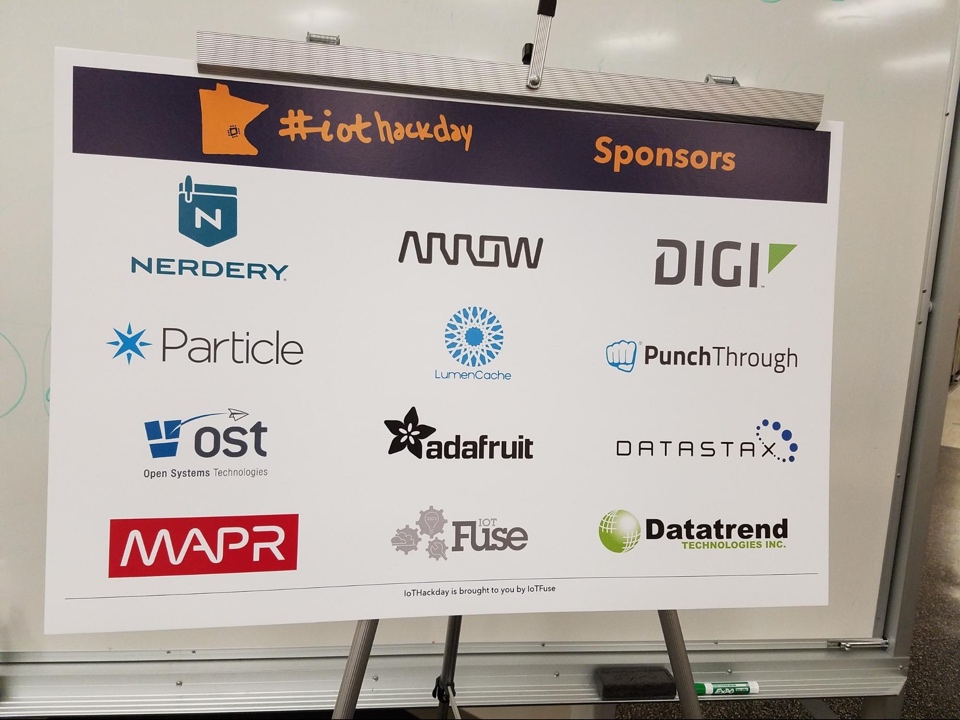 #iothackday
Sponsors
N
NERDERY
ARROW
DIGI
Particle
LumenCache
PunchThrough
ost
Open Systems Technologies
adafruit
DATASTAX
MAPR
IOT
Fuse
Datatrend
TECHNOLOGIES INC.
IoTHackday is brought to you by IoTFuse
EXPO